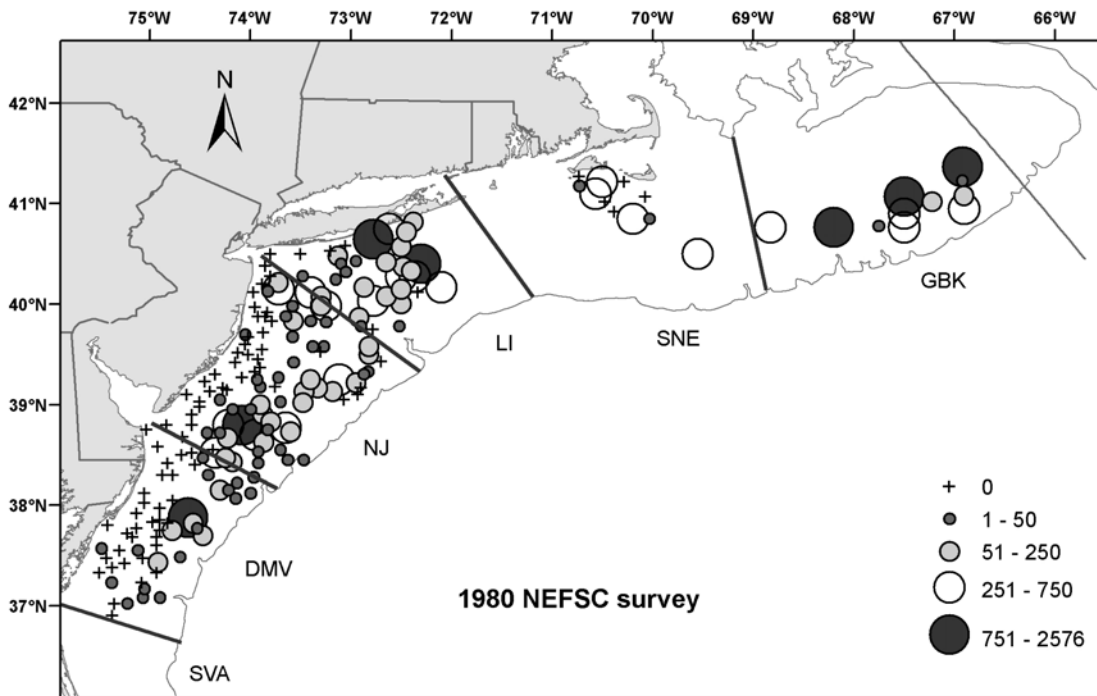 75°W 74°W 73°W 72°W 71°W 70°W 69°W 68°W 67°W 66°W
N
42°N
41°N
40°N
39°N
38°N
37°N
GBK
SNE
LI
NJ
DMV
SVA
1980 NEFSC survey
0
1 - 50
51 - 250
251 - 750
751 - 2576